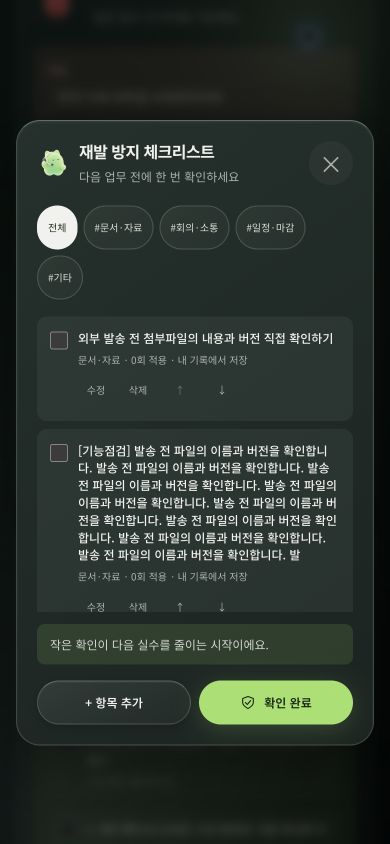 재발 방지 체크리스트
다음 업무 전에 한 번 확인하세요
전체
#문서·자료
#회의·소통
#일정·마감
#기타
외부 발송 전 첨부파일의 내용과 버전 직접 확인하기
문서·자료 · 0회 적용 · 내 기록에서 저장
수정 삭제 ↑ ↓
[기능점검] 발송 전 파일의 이름과 버전을 확인합니
다. 발송 전 파일의 이름과 버전을 확인합니다. 발송
전 파일의 이름과 버전을 확인합니다. 발송 전 파일의
이름과 버전을 확인합니다. 발송 전 파일의 이름과 버
전을 확인합니다. 발송 전 파일의 이름과 버전을 확인
합니다. 발송 전 파일의 이름과 버전을 확인합니다.
발송 전 파일의 이름과 버전을 확인합니다. 발
문서·자료 · 0회 적용 · 내 기록에서 저장
수정 삭제 ↑ ↓
작은 확인이 다음 실수를 줄이는 시작이에요.
+ 항목 추가
확인 완료